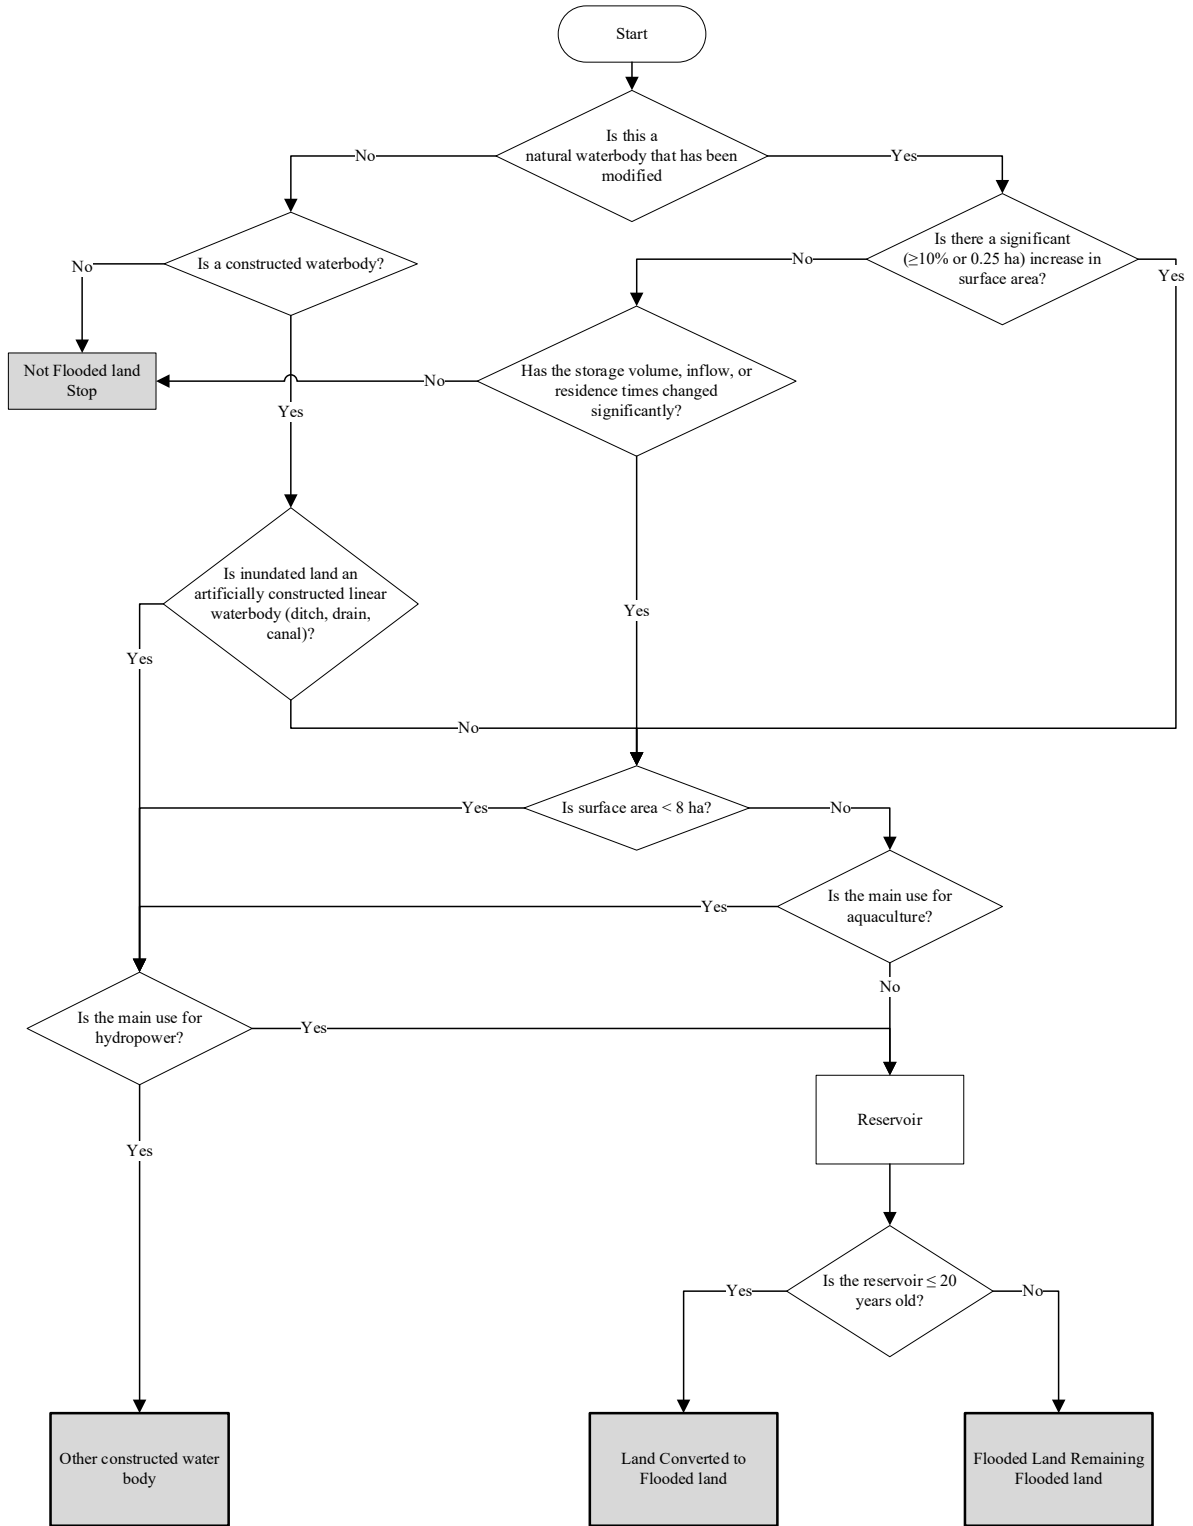 Start
Is this a
natural waterbody that has been
modified
No
Yes
Is there a significant
(≥10% or 0.25 ha) increase in
surface area?
Is a constructed waterbody?
No
No
Yes
Not Flooded land
Stop
Has the storage volume, inflow, or
residence times changed
significantly?
No
Yes
Is inundated land an
artificially constructed linear
waterbody (ditch, drain,
canal)?
Yes
Yes
No
Is surface area < 8 ha?
Yes
No
Is the main use for
aquaculture?
Yes
No
Is the main use for
hydropower?
Yes
Reservoir
Yes
Is the reservoir ≤ 20
years old?
Yes
No
Other constructed water
body
Land Converted to
Flooded land
Flooded Land Remaining
Flooded land